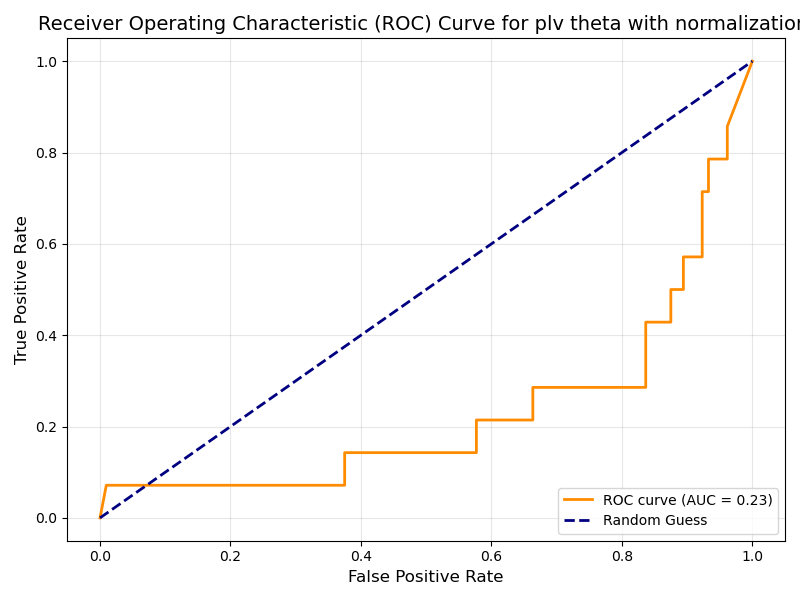 Receiver Operating Characteristic (ROC) Curve for plv theta with normalization
1.0
0.8
0.6
0.4
0.2
0.0
True Positive Rate
0.0 0.2 0.4 0.6 0.8 1.0
False Positive Rate
ROC curve (AUC = 0.23)
Random Guess